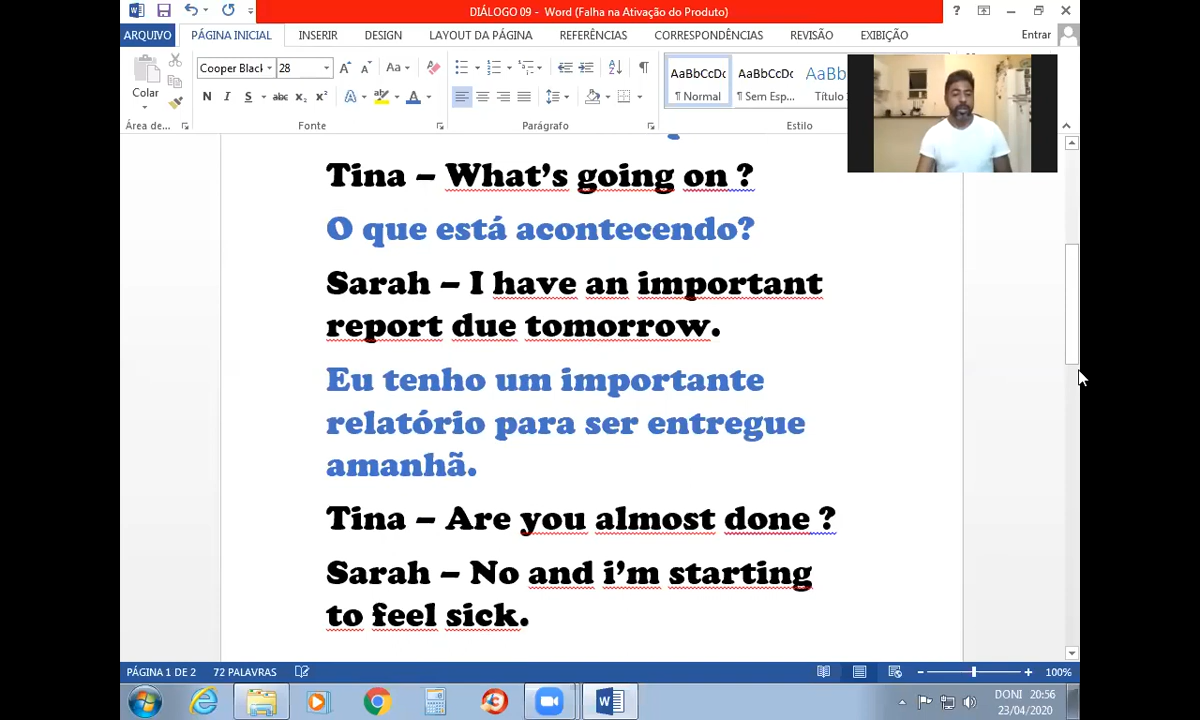 DIÁLOGO 09 - Word (Falha na Ativação do Produto)
ARQUIVO PÁGINA INICIAL INSERIR DESIGN LAYOUT DA PÁGINA REFERÊNCIAS CORRESPONDÊNCIAS REVISÃO EXIBIÇÃO Entrar
Colar
Cooper Blacl 28
AaBbCcDc AaBbCcDc AaBb
¶ Normal ¶ Sem Esp... Título
Área de... Fonte Parágrafo Estilo
Tina – What’s going on ?
O que está acontecendo?
Sarah – I have an important
report due tomorrow.
Eu tenho um importante
relatório para ser entregue
amanhã.
Tina – Are you almost done ?
Sarah – No and i’m starting
to feel sick.
PÁGINA 1 DE 2 72 PALAVRAS 100%
DONI 20:56
23/04/2020